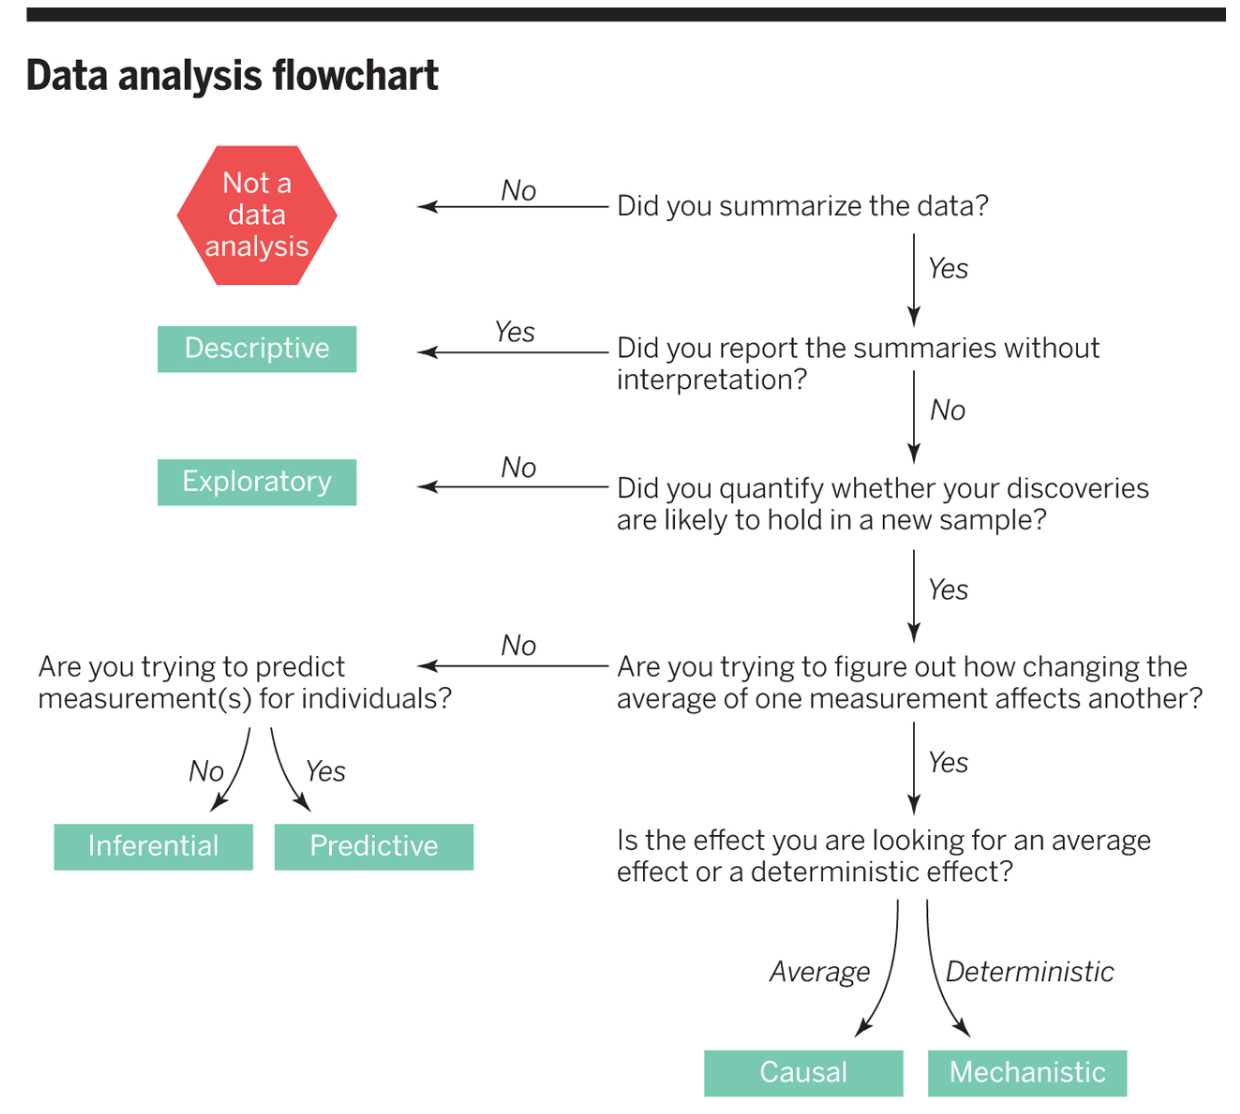 Data analysis flowchart
Not a
data
analysis
No
Did you summarize the data?
Yes
Descriptive
Yes
Did you report the summaries without
interpretation?
No
Exploratory
No
Did you quantify whether your discoveries
are likely to hold in a new sample?
Yes
Are you trying to predict
measurement(s) for individuals?
No
Are you trying to figure out how changing the
average of one measurement affects another?
No
Yes
Yes
Inferential
Predictive
Is the effect you are looking for an average
effect or a deterministic effect?
Average
Deterministic
Causal
Mechanistic